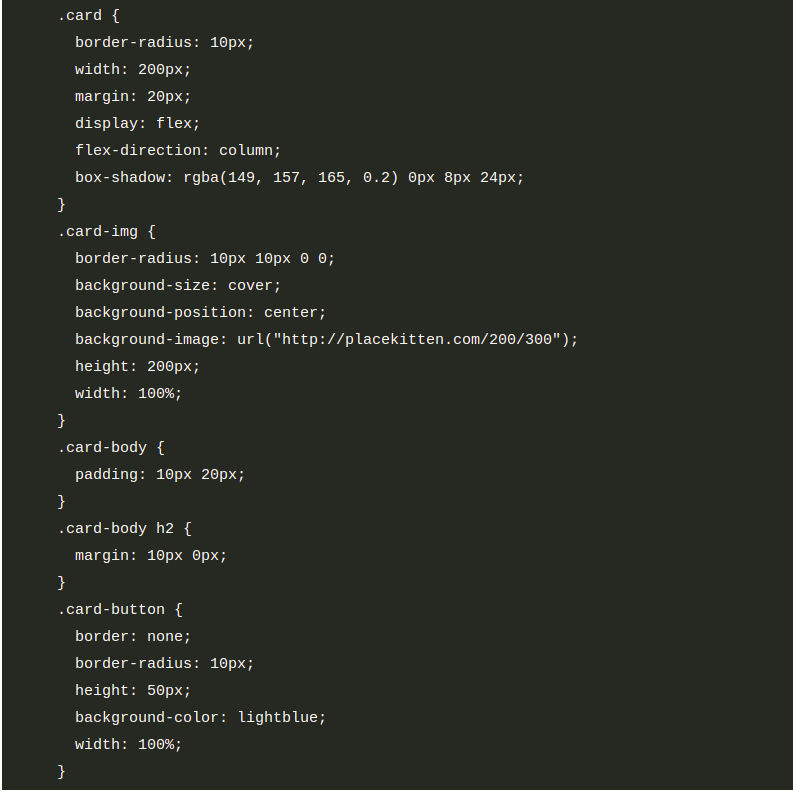 .card {
  border-radius: 10px;
  width: 200px;
  margin: 20px;
  display: flex;
  flex-direction: column;
  box-shadow: rgba(149, 157, 165, 0.2) 0px 8px 24px;
}
.card-img {
  border-radius: 10px 10px 0 0;
  background-size: cover;
  background-position: center;
  background-image: url("http://placekitten.com/200/300");
  height: 200px;
  width: 100%;
}
.card-body {
  padding: 10px 20px;
}
.card-body h2 {
  margin: 10px 0px;
}
.card-button {
  border: none;
  border-radius: 10px;
  height: 50px;
  background-color: lightblue;
  width: 100%;
}